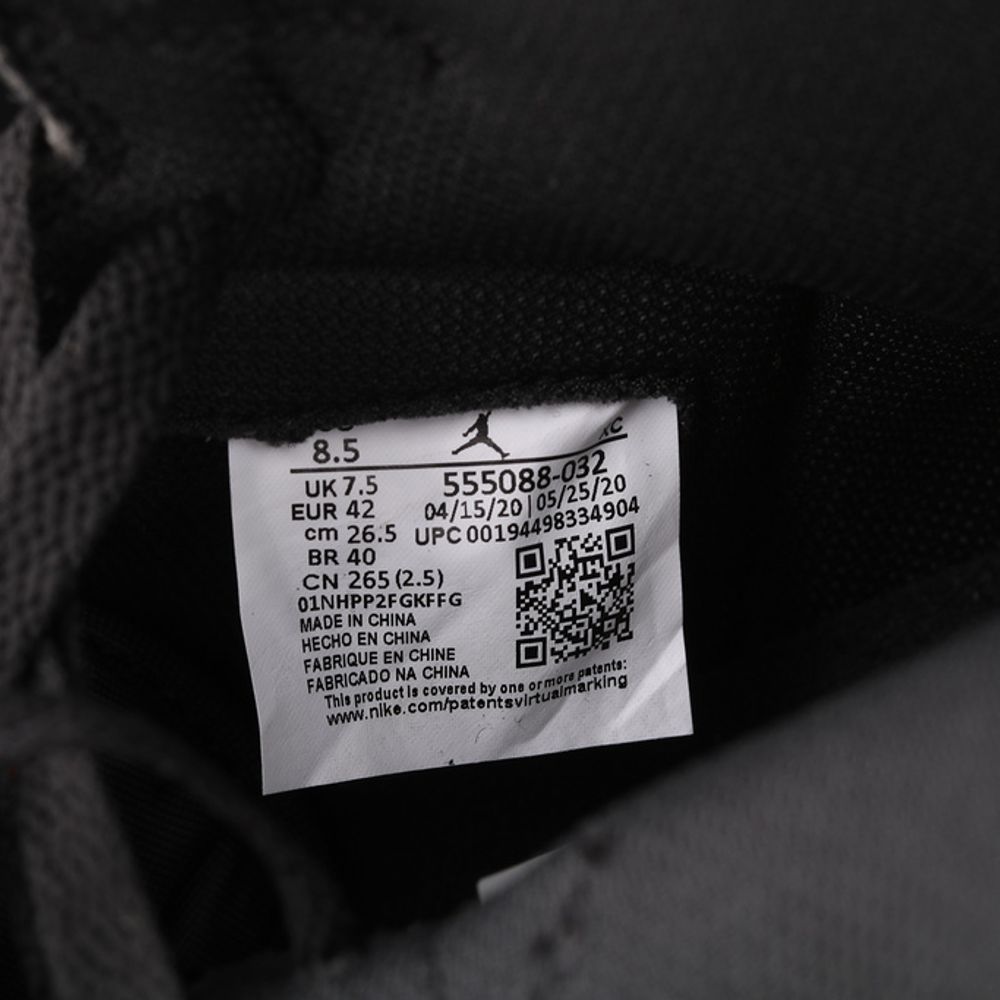 8.5
XC
UK 7.5
555088-032
EUR 42
04/15/20 | 05/25/20
cm 26.5
UPC 00194498334904
BR 40
CN 265 (2.5)
01NHPP2FGKFFG
MADE IN CHINA
HECHO EN CHINA
FABRIQUE EN CHINE
FABRICADO NA CHINA
This product is covered by one or more patents:
www.nike.com/patentsvirtualmarking